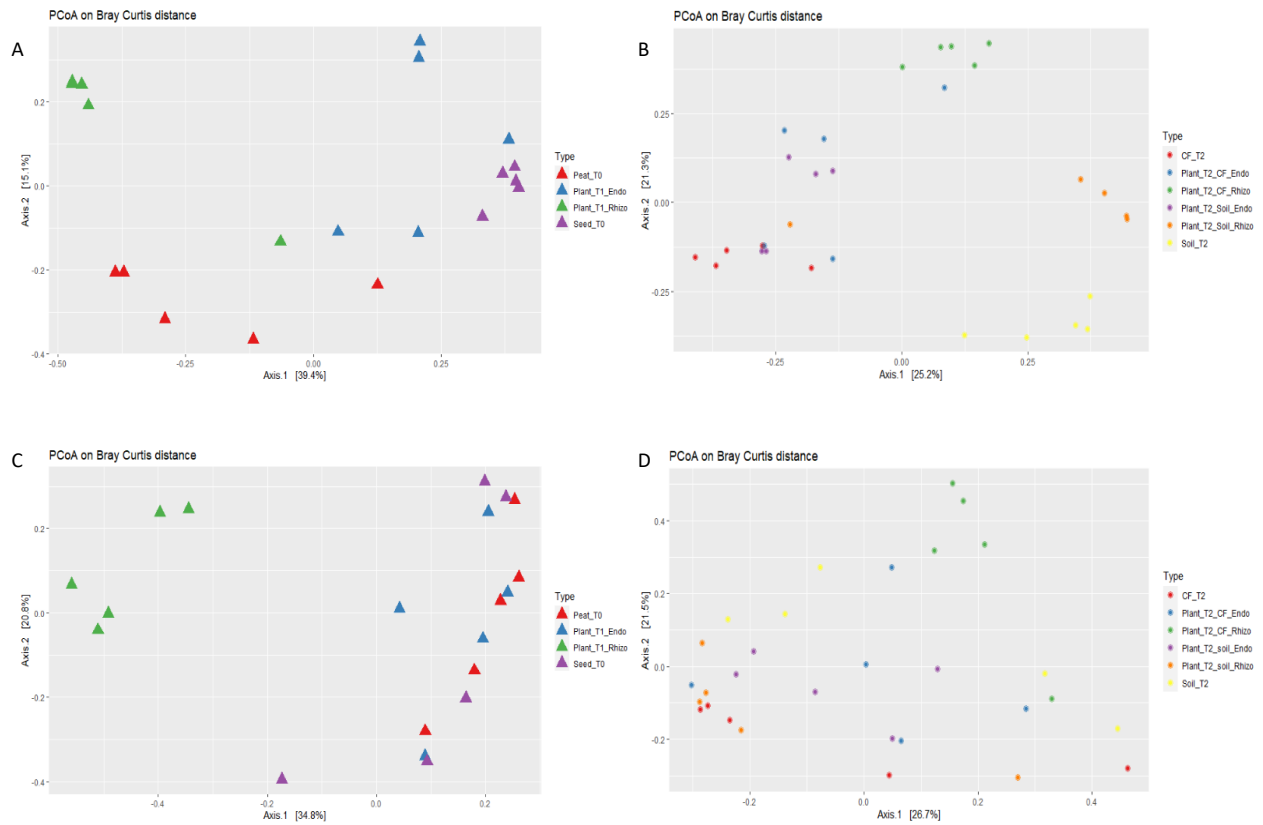 PCoA on Bray Curtis distance
A
0.2
0.0
-0.2
-0.4
Axis.2 [15.1%]
-0.50
-0.25
0.00
0.25
Axis.1 [39.4%]
Type
Peat_T0
Plant_T1_Endo
Plant_T1_Rhizo
Seed_T0
PCoA on Bray Curtis distance
B
0.25
0.00
-0.25
Axis.2 [21.3%]
-0.25
0.00
0.25
Axis.1 [25.2%]
Type
CF_T2
Plant_T2_CF_Endo
Plant_T2_CF_Rhizo
Plant_T2_Soil_Endo
Plant_T2_Soil_Rhizo
Soil_T2
PCoA on Bray Curtis distance
C
0.2
0.0
-0.2
-0.4
Axis.2 [20.8%]
-0.4
-0.2
0.0
0.2
Axis.1 [34.8%]
Type
Peat_T0
Plant_T1_Endo
Plant_T1_Rhizo
Seed_T0
PCoA on Bray Curtis distance
D
0.4
0.2
0.0
-0.2
Axis.2 [21.5%]
-0.2
0.0
0.2
0.4
Axis.1 [26.7%]
Type
CF_T2
Plant_T2_CF_Endo
Plant_T2_CF_Rhizo
Plant_T2_soil_Endo
Plant_T2_soil_Rhizo
Soil_T2